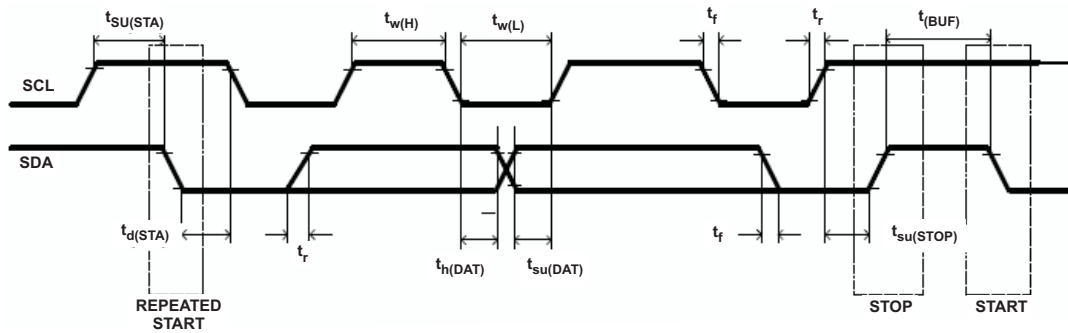 tSU(STA)
tw(H)
tw(L)
tf
tr
t(BUF)
SCL
SDA
td(STA)
tr
th(DAT)
tsu(DAT)
tf
tsu(STOP)
REPEATED
START
STOP
START